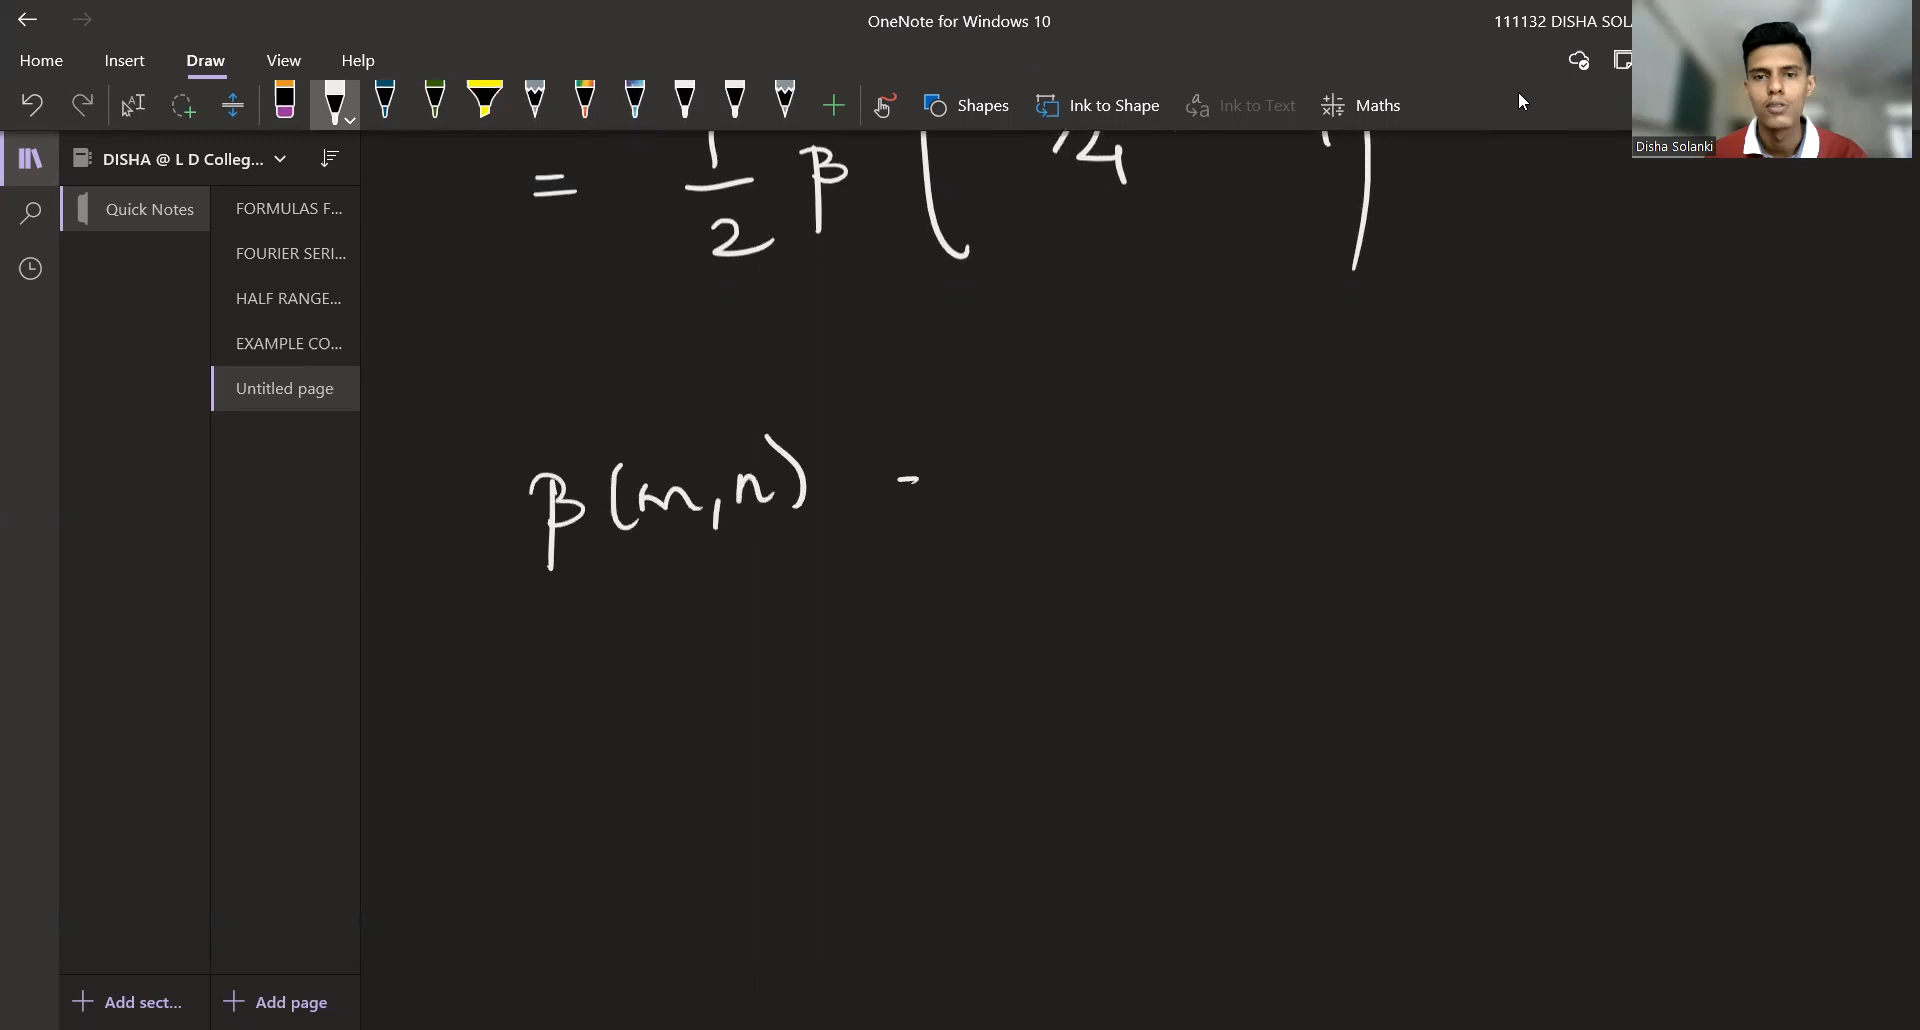 OneNote for Windows 10
111132 DISHA SOL
Home Insert Draw View Help
Shapes Ink to Shape Ink to Text Maths
Disha Solanki
DISHA @ L D Colleg...
Quick Notes
FORMULAS F...
FOURIER SERI...
HALF RANGE...
EXAMPLE CO...
Untitled page
= 1/2 β (
β(m,n) -
+ Add sect...
+ Add page